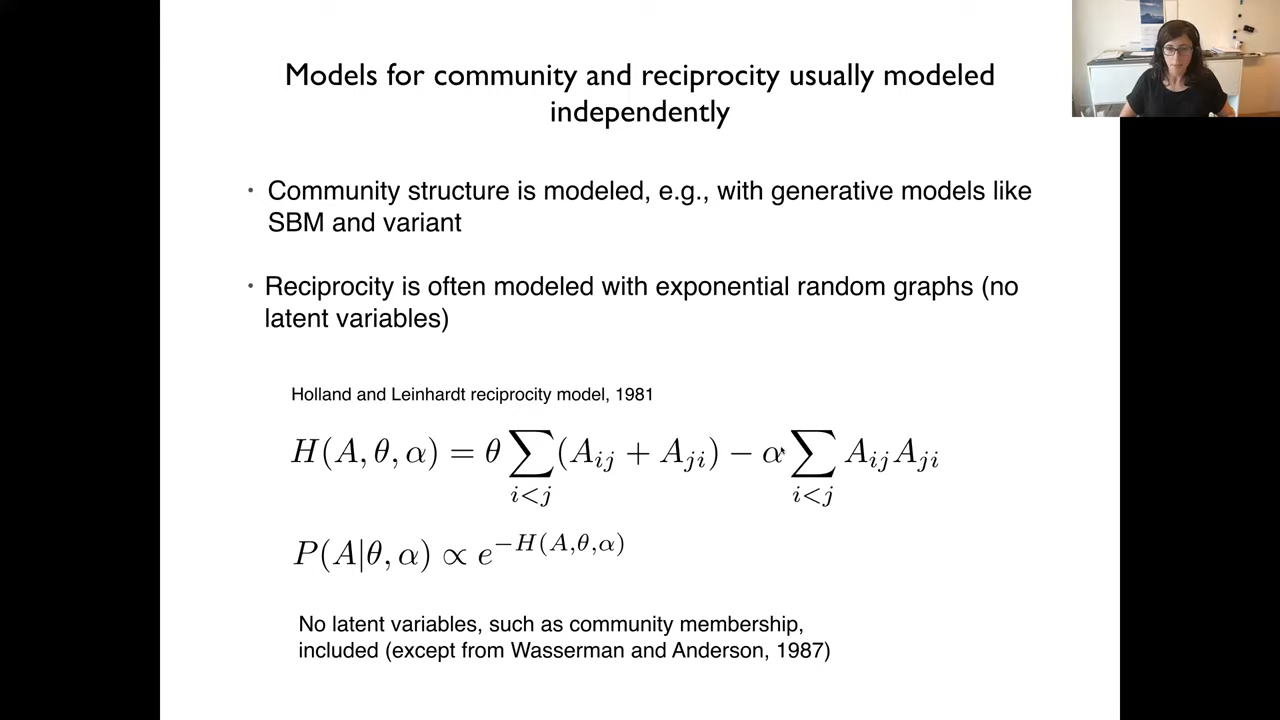 Models for community and reciprocity usually modeled
independently
• Community structure is modeled, e.g., with generative models like
SBM and variant
• Reciprocity is often modeled with exponential random graphs (no
latent variables)
Holland and Leinhardt reciprocity model, 1981
H(A, θ, α) = θ ∑_{i<j} (A_{ij} + A_{ji}) − α ∑_{i<j} A_{ij}A_{ji}
P(A|θ, α) ∝ e^{−H(A,θ,α)}
No latent variables, such as community membership,
included (except from Wasserman and Anderson, 1987)